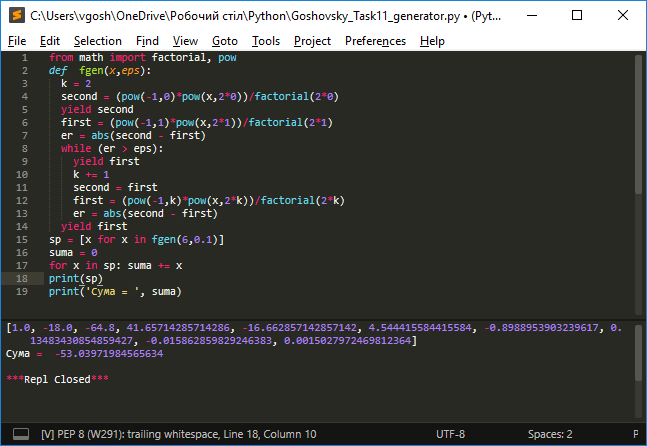 C:\Users\vgosh\OneDrive\Робочий стіл\Python\Goshovsky_Task11_generator.py • (Pyt...
File Edit Selection Find View Goto Tools Project Preferences Help
1 from math import factorial, pow
2 def fgen(x,eps):
3 k = 2
4 second = (pow(-1,0)*pow(x,2*0))/factorial(2*0)
5 yield second
6 first = (pow(-1,1)*pow(x,2*1))/factorial(2*1)
7 er = abs(second - first)
8 while (er > eps):
9 yield first
10 k += 1
11 second = first
12 first = (pow(-1,k)*pow(x,2*k))/factorial(2*k)
13 er = abs(second - first)
14 yield first
15 sp = [x for x in fgen(6,0.1)]
16 suma = 0
17 for x in sp: suma += x
18 print(sp)
19 print('Сума = ', suma)
[1.0, -18.0, -64.8, 41.65714285714286, -16.662857142857142, 4.544415584415584, -0.8988953903239617, 0.
13483430854859427, -0.015862859829246383, 0.0015027972469812364]
Сума =  -53.03971984565634
***Repl Closed***
[V] PEP 8 (W291): trailing whitespace, Line 18, Column 10 UTF-8 Spaces: 2 P